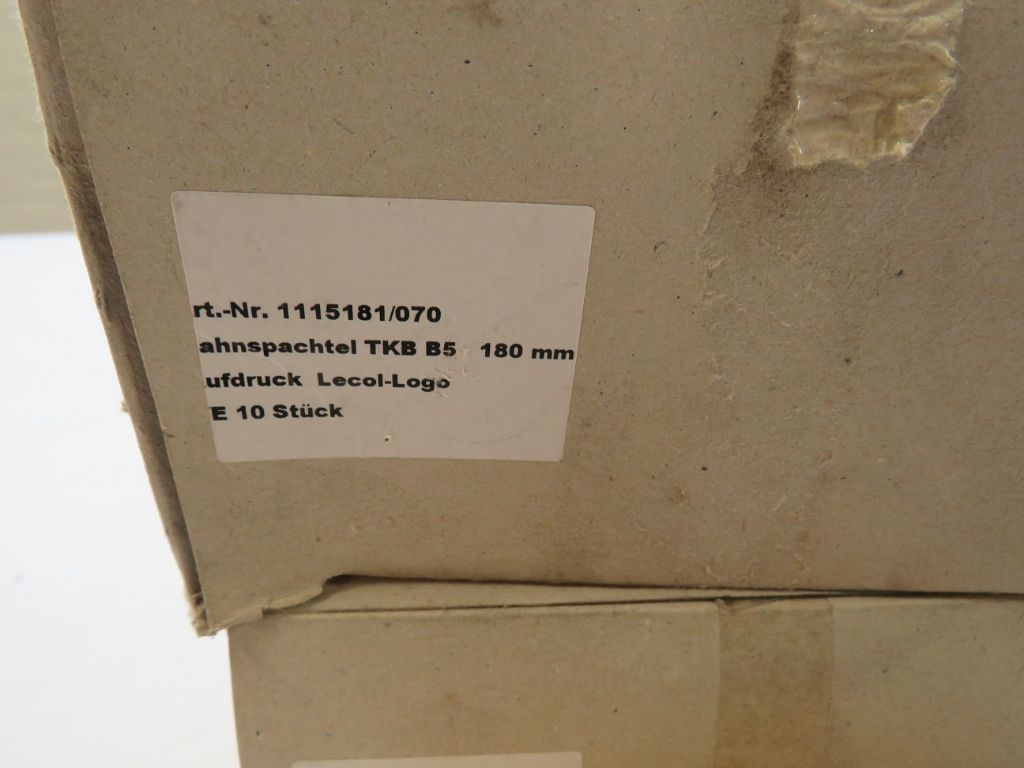 rt.-Nr. 1115181/070
ahnspachtel TKB B5 180 mm
ufdruck Lecol-Logo
E 10 Stück